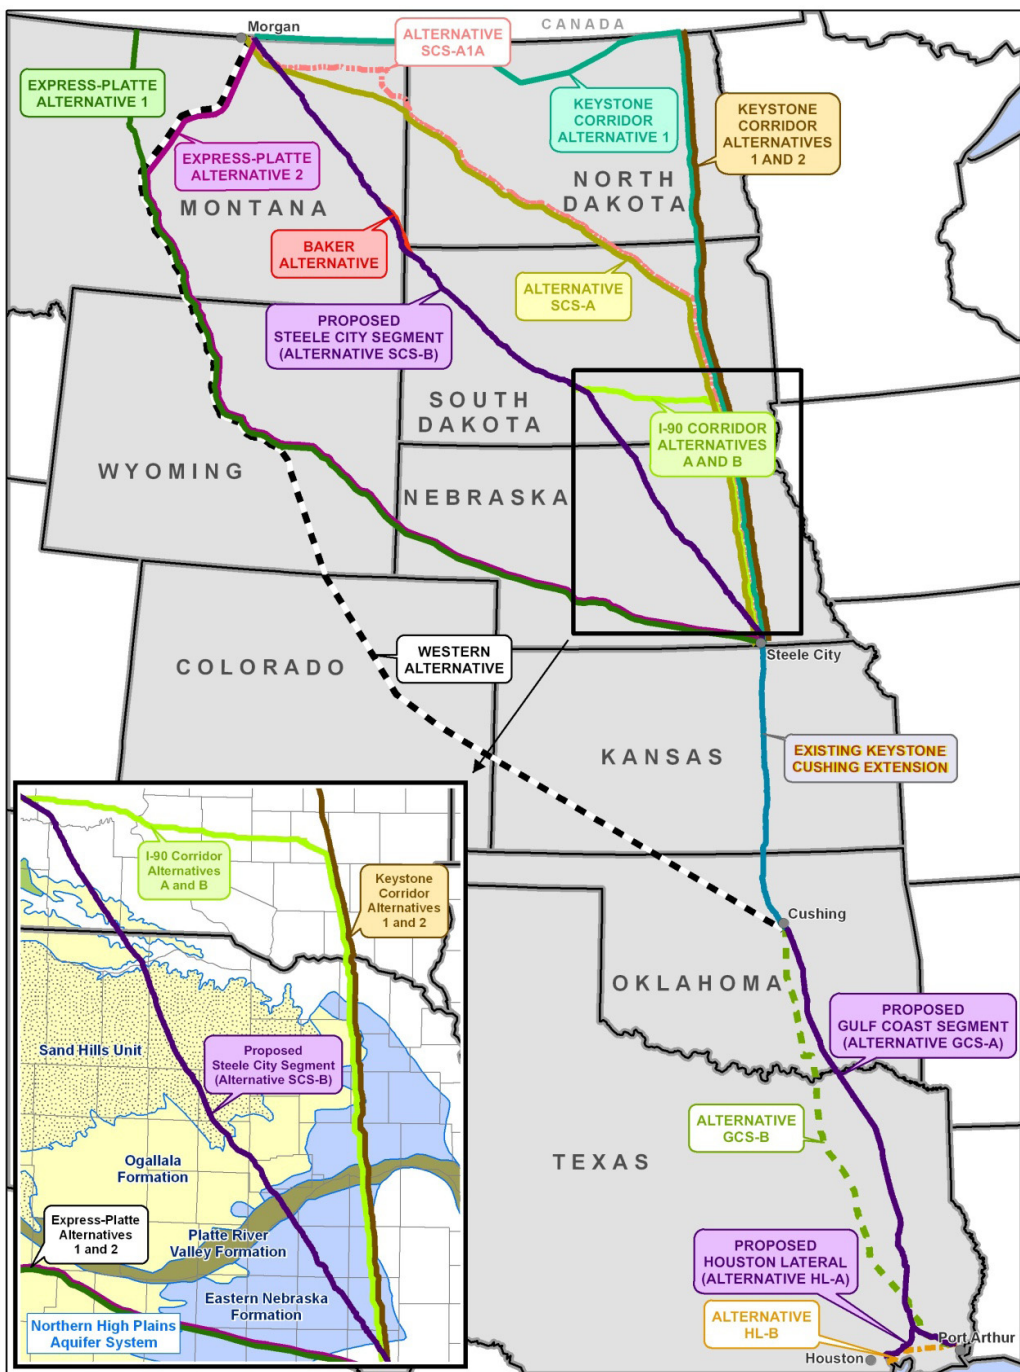 Morgan
CANADA
ALTERNATIVE
SCS-A1A
EXPRESS-PLATTE
ALTERNATIVE 1
KEYSTONE
CORRIDOR
ALTERNATIVE 1
KEYSTONE
CORRIDOR
ALTERNATIVES
1 AND 2
EXPRESS-PLATTE
ALTERNATIVE 2
MONTANA
NORTH
DAKOTA
BAKER
ALTERNATIVE
ALTERNATIVE
SCS-A
PROPOSED
STEELE CITY SEGMENT
(ALTERNATIVE SCS-B)
SOUTH
DAKOTA
I-90 CORRIDOR
ALTERNATIVES
A AND B
WYOMING
NEBRASKA
Steele City
WESTERN
ALTERNATIVE
COLORADO
KANSAS
EXISTING KEYSTONE
CUSHING EXTENSION
I-90 Corridor
Alternatives
A and B
Keystone
Corridor
Alternatives
1 and 2
Cushing
OKLAHOMA
PROPOSED
GULF COAST SEGMENT
(ALTERNATIVE GCS-A)
Sand Hills Unit
Proposed
Steele City Segment
(Alternative SCS-B)
ALTERNATIVE
GCS-B
Ogallala
Formation
TEXAS
Express-Platte
Alternatives
1 and 2
Platte River
Valley Formation
PROPOSED
HOUSTON LATERAL
(ALTERNATIVE HL-A)
Eastern Nebraska
Formation
Northern High Plains
Aquifer System
ALTERNATIVE
HL-B
Port Arthur
Houston